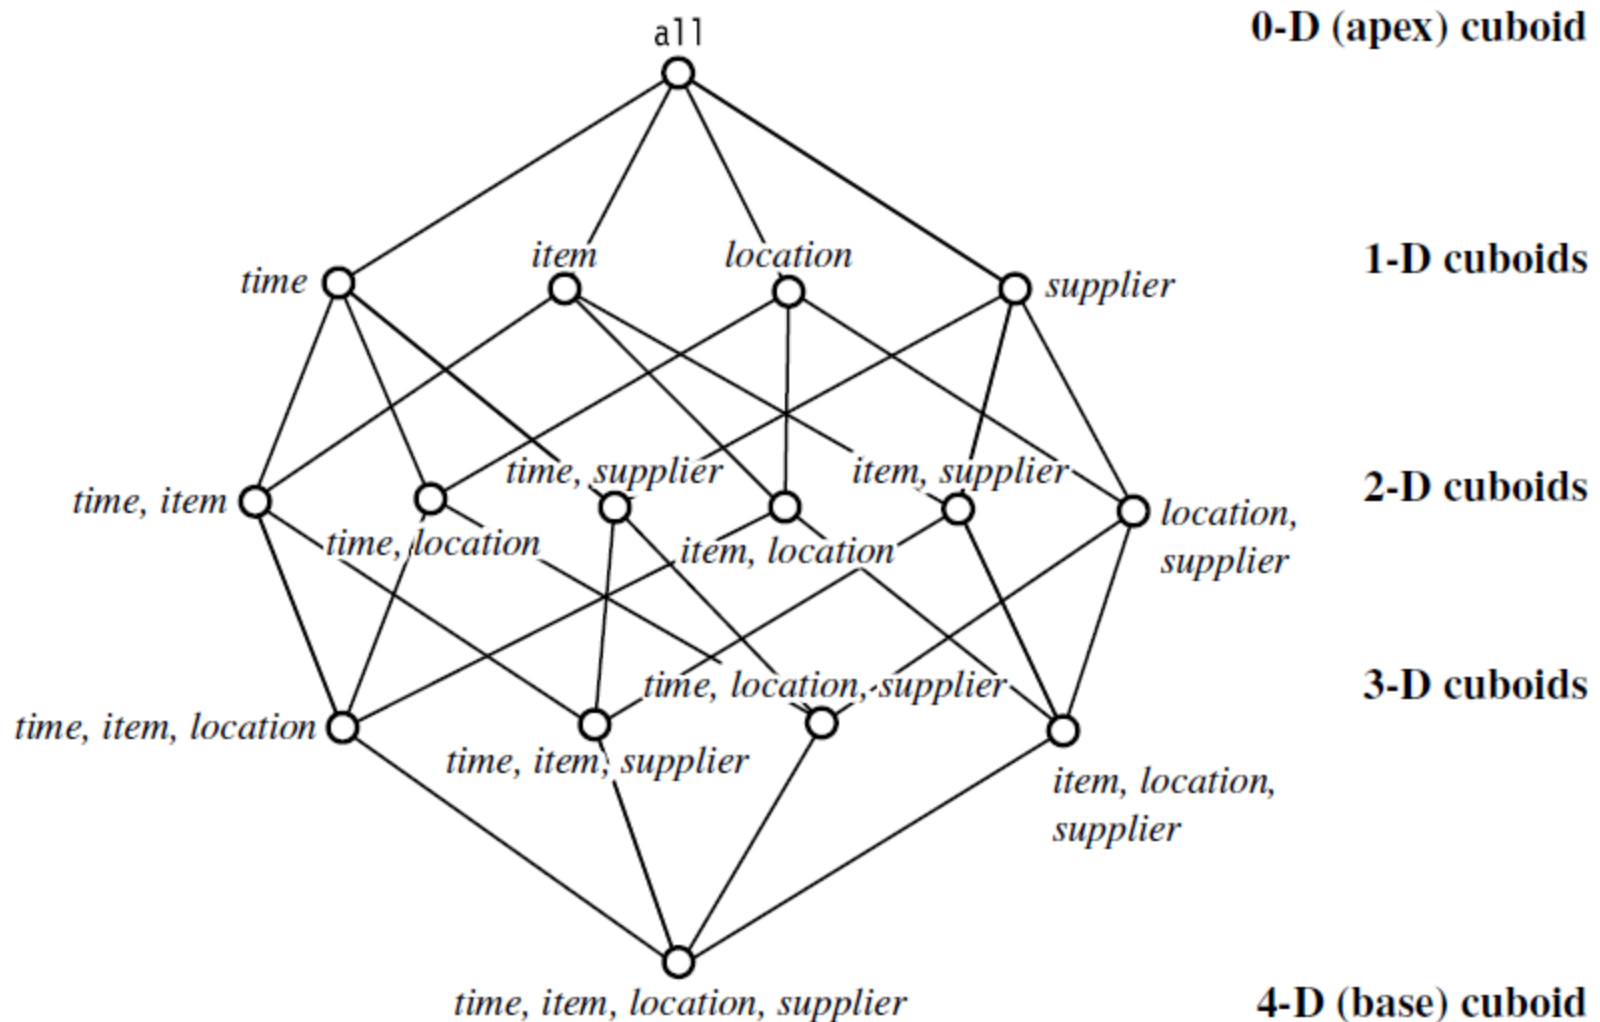 all
0-D (apex) cuboid
time
item
location
supplier
1-D cuboids
time, item
time, location
time, supplier
item, location
item, supplier
location,
supplier
2-D cuboids
time, item, location
time, item, supplier
time, location, supplier
item, location,
supplier
3-D cuboids
time, item, location, supplier
4-D (base) cuboid